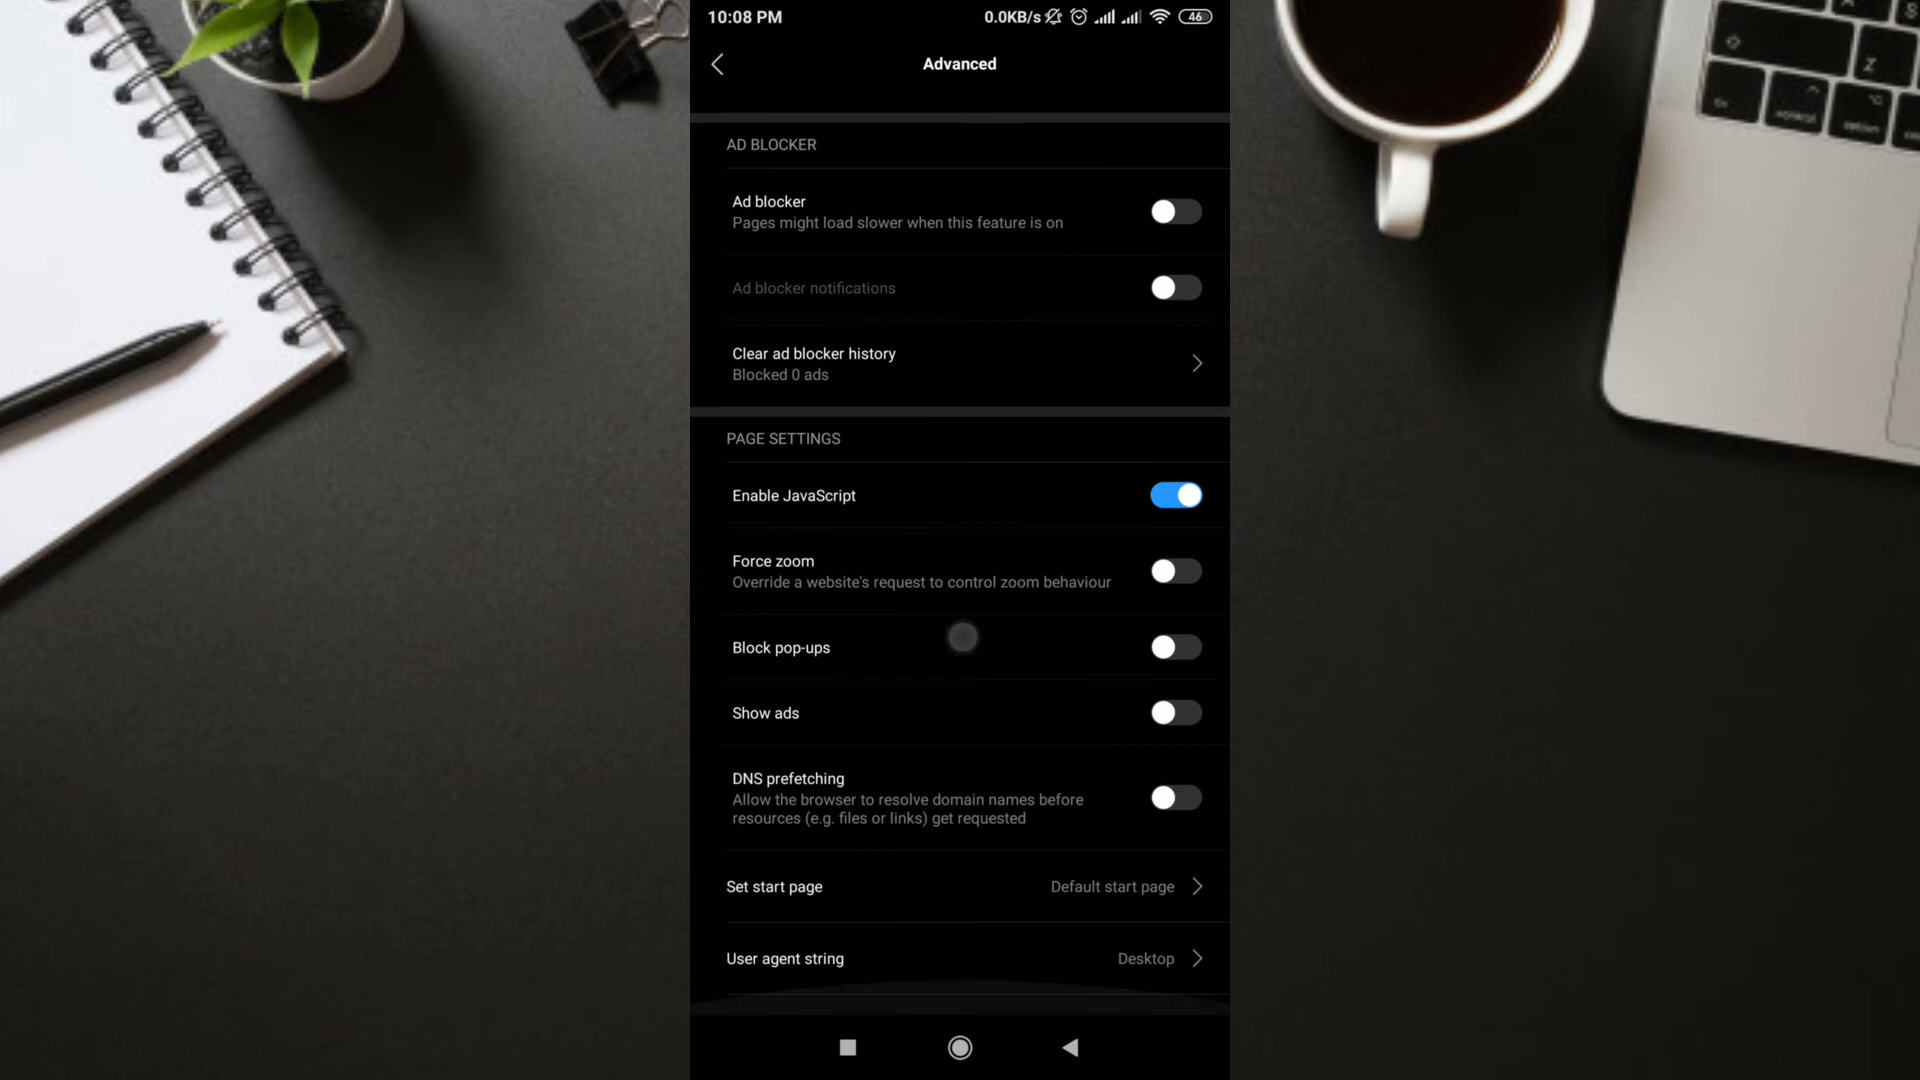 10:08 PM 0.0KB/s 46
Advanced
AD BLOCKER
Ad blocker
Pages might load slower when this feature is on
Ad blocker notifications
Clear ad blocker history
Blocked 0 ads
PAGE SETTINGS
Enable JavaScript
Force zoom
Override a website's request to control zoom behaviour
Block pop-ups
Show ads
DNS prefetching
Allow the browser to resolve domain names before
resources (e.g. files or links) get requested
Set start page Default start page
User agent string Desktop
A S
Z
fn control option